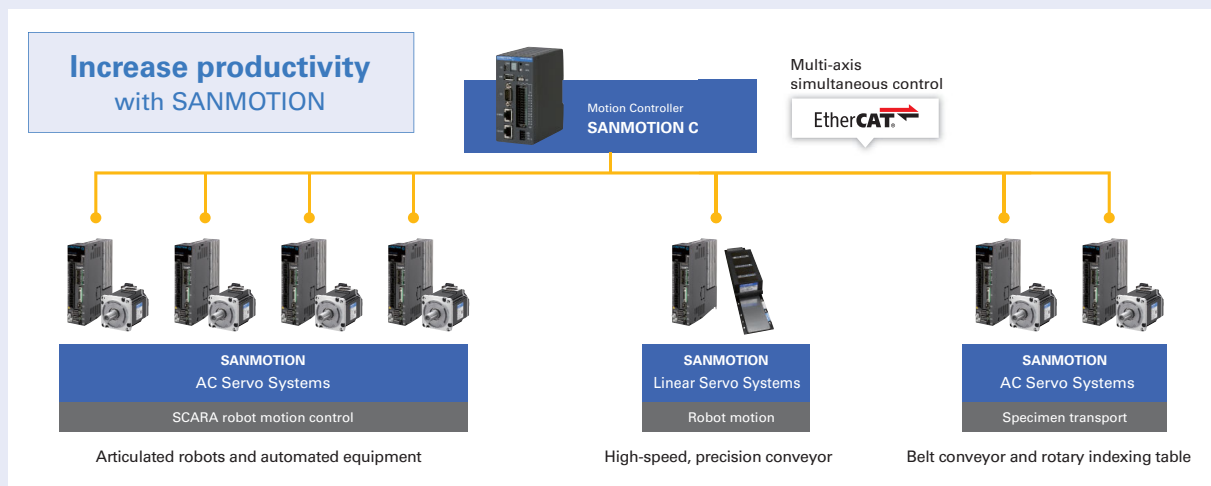 Increase productivity
with SANMOTION
Motion Controller
SANMOTION C
Multi-axis
simultaneous control
EtherCAT®
SANMOTION
AC Servo Systems
SCARA robot motion control
Articulated robots and automated equipment
SANMOTION
Linear Servo Systems
Robot motion
High-speed, precision conveyor
SANMOTION
AC Servo Systems
Specimen transport
Belt conveyor and rotary indexing table